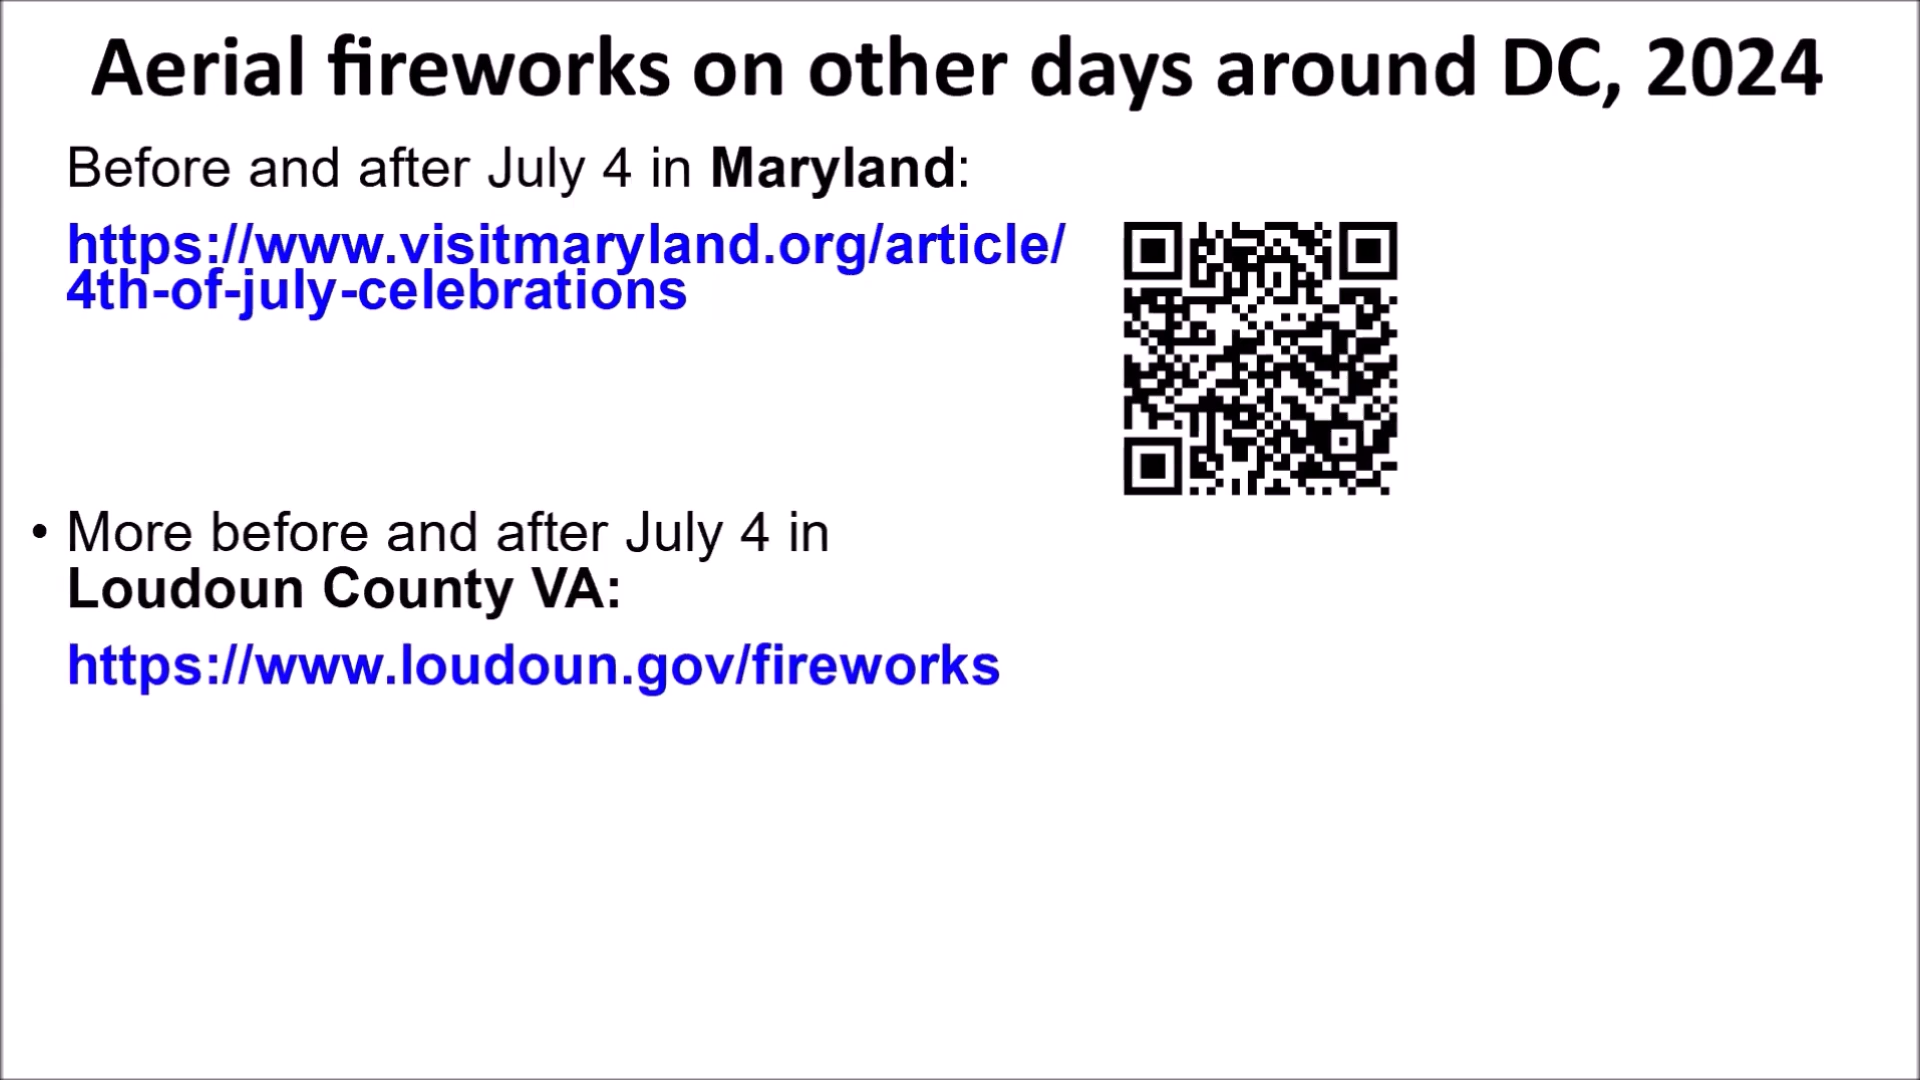 Aerial fireworks on other days around DC, 2024
Before and after July 4 in Maryland:
https://www.visitmaryland.org/article/
4th-of-july-celebrations
• More before and after July 4 in
Loudoun County VA:
https://www.loudoun.gov/fireworks